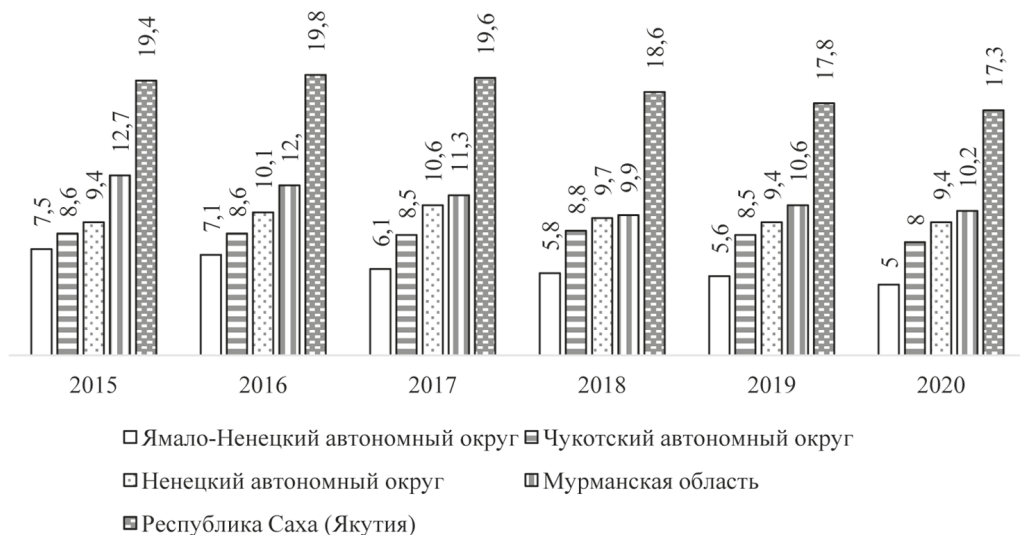 7,5 8,6 9,4 12,7 19,4 7,1 8,6 10,1 12, 19,8 6,1 8,5 10,6 11,3 19,6 5,8 8,8 9,7 9,9 18,6 5,6 8,5 9,4 10,6 17,8 5 8 9,4 10,2 17,3
2015 2016 2017 2018 2019 2020
Ямало-Ненецкий автономный округ Чукотский автономный округ
Ненецкий автономный округ Мурманская область
Республика Саха (Якутия)